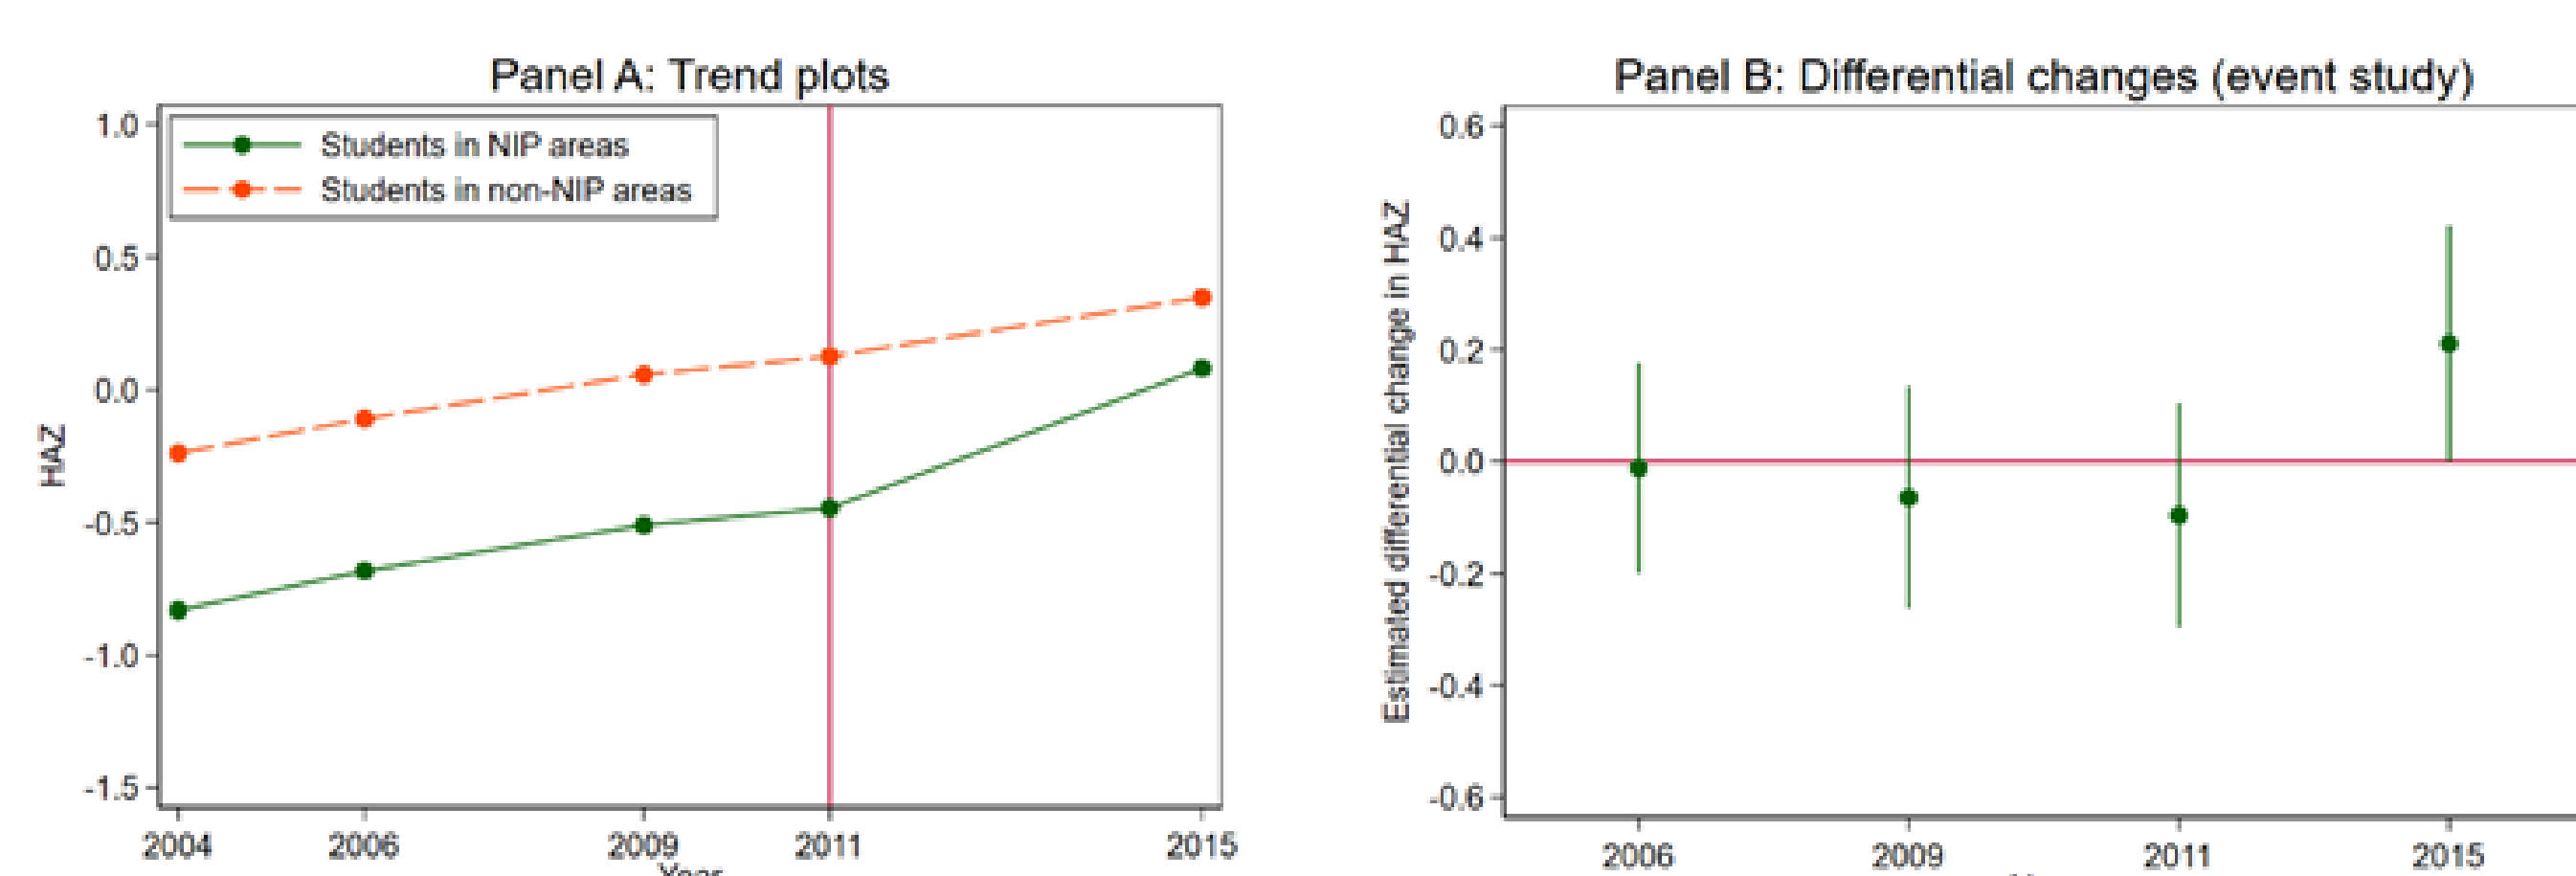 Panel A: Trend plots
1.0
Students in NIP areas
Students in non-NIP areas
0.5
0.0
HAZ
-0.5
-1.0
-1.5
2004 2006 2009 2011 2015
Year
Panel B: Differential changes (event study)
0.6
0.4
Estimated differential change in HAZ
0.2
0.0
-0.2
-0.4
-0.6
2006 2009 2011 2015